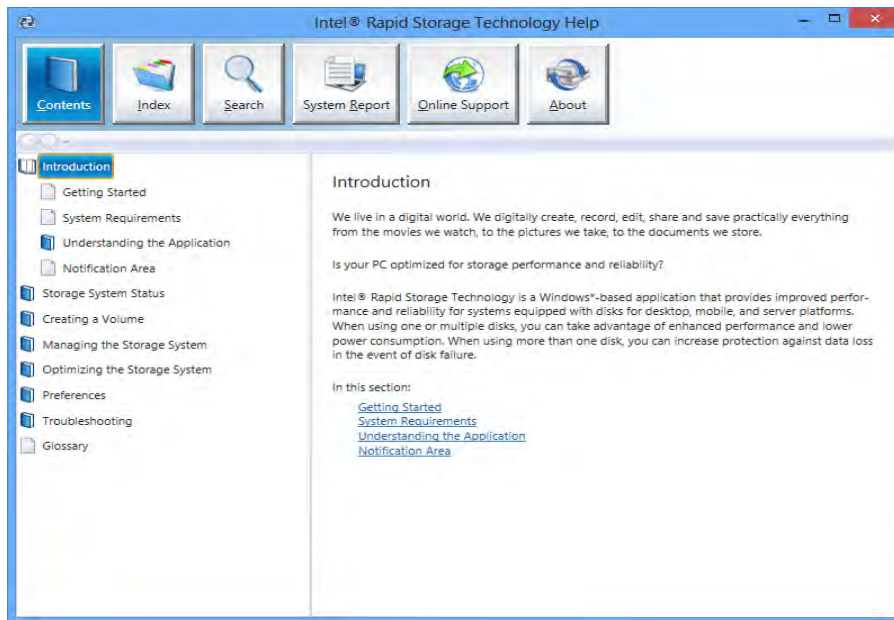 Intel® Rapid Storage Technology Help
Contents
Index
Search
System Report
Online Support
About
Introduction
Getting Started
System Requirements
Understanding the Application
Notification Area
Storage System Status
Creating a Volume
Managing the Storage System
Optimizing the Storage System
Preferences
Troubleshooting
Glossary
Introduction
We live in a digital world. We digitally create, record, edit, share and save practically everything
from the movies we watch, to the pictures we take, to the documents we store.
Is your PC optimized for storage performance and reliability?
Intel® Rapid Storage Technology is a Windows*-based application that provides improved perfor-
mance and reliability for systems equipped with disks for desktop, mobile, and server platforms.
When using one or multiple disks, you can take advantage of enhanced performance and lower
power consumption. When using more than one disk, you can increase protection against data loss
in the event of disk failure.
In this section:
Getting Started
System Requirements
Understanding the Application
Notification Area